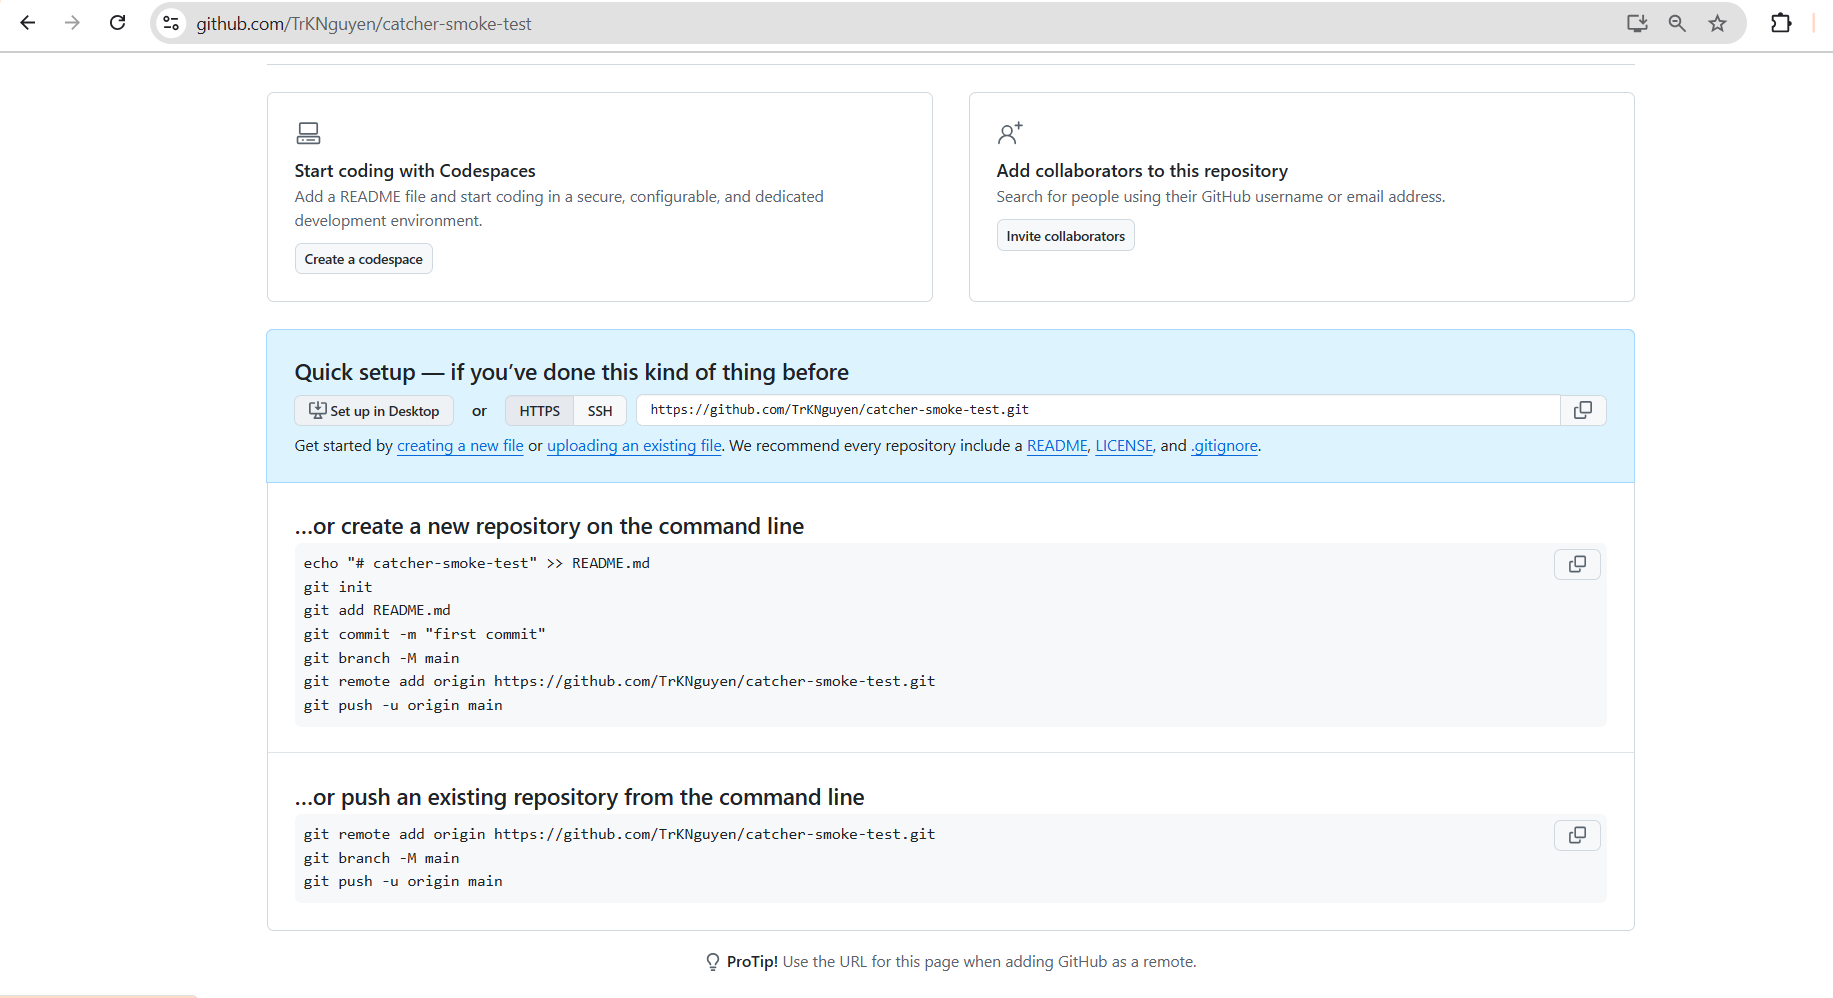 github.com/TrKNguyen/catcher-smoke-test
Start coding with Codespaces
Add a README file and start coding in a secure, configurable, and dedicated
development environment.
Create a codespace
Add collaborators to this repository
Search for people using their GitHub username or email address.
Invite collaborators
Quick setup — if you’ve done this kind of thing before
Set up in Desktop or HTTPS SSH https://github.com/TrKNguyen/catcher-smoke-test.git
Get started by creating a new file or uploading an existing file. We recommend every repository include a README, LICENSE, and .gitignore.
…or create a new repository on the command line
echo "# catcher-smoke-test" >> README.md
git init
git add README.md
git commit -m "first commit"
git branch -M main
git remote add origin https://github.com/TrKNguyen/catcher-smoke-test.git
git push -u origin main
…or push an existing repository from the command line
git remote add origin https://github.com/TrKNguyen/catcher-smoke-test.git
git branch -M main
git push -u origin main
ProTip! Use the URL for this page when adding GitHub as a remote.